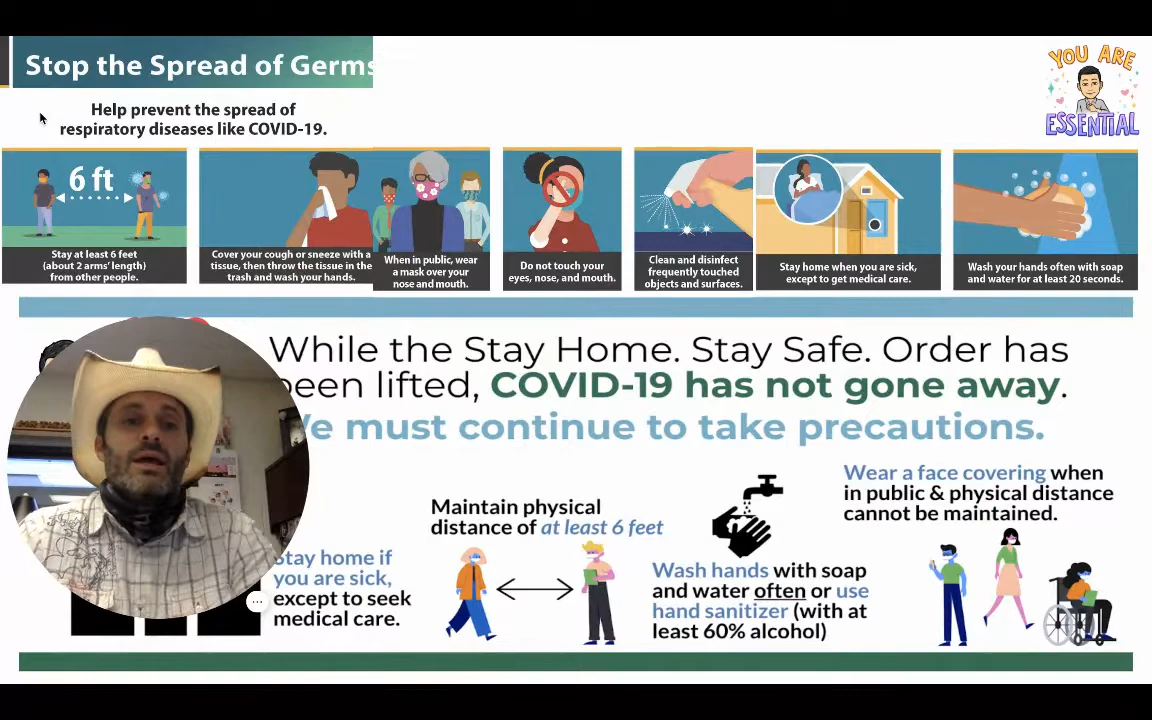 Stop the Spread of Germs
YOU ARE
ESSENTIAL
Help prevent the spread of
respiratory diseases like COVID-19.
6 ft
Stay at least 6 feet
(about 2 arms' length)
from other people.
Cover your cough or sneeze with a
tissue, then throw the tissue in the
trash and wash your hands.
When in public, wear
a mask over your
nose and mouth.
Do not touch your
eyes, nose, and mouth.
Clean and disinfect
frequently touched
objects and surfaces.
Stay home when you are sick,
except to get medical care.
Wash your hands often with soap
and water for at least 20 seconds.
While the Stay Home. Stay Safe. Order has
been lifted, COVID-19 has not gone away.
We must continue to take precautions.
Stay home if
you are sick,
except to seek
medical care.
Maintain physical
distance of at least 6 feet
Wash hands with soap
and water often or use
hand sanitizer (with at
least 60% alcohol)
Wear a face covering when
in public & physical distance
cannot be maintained.